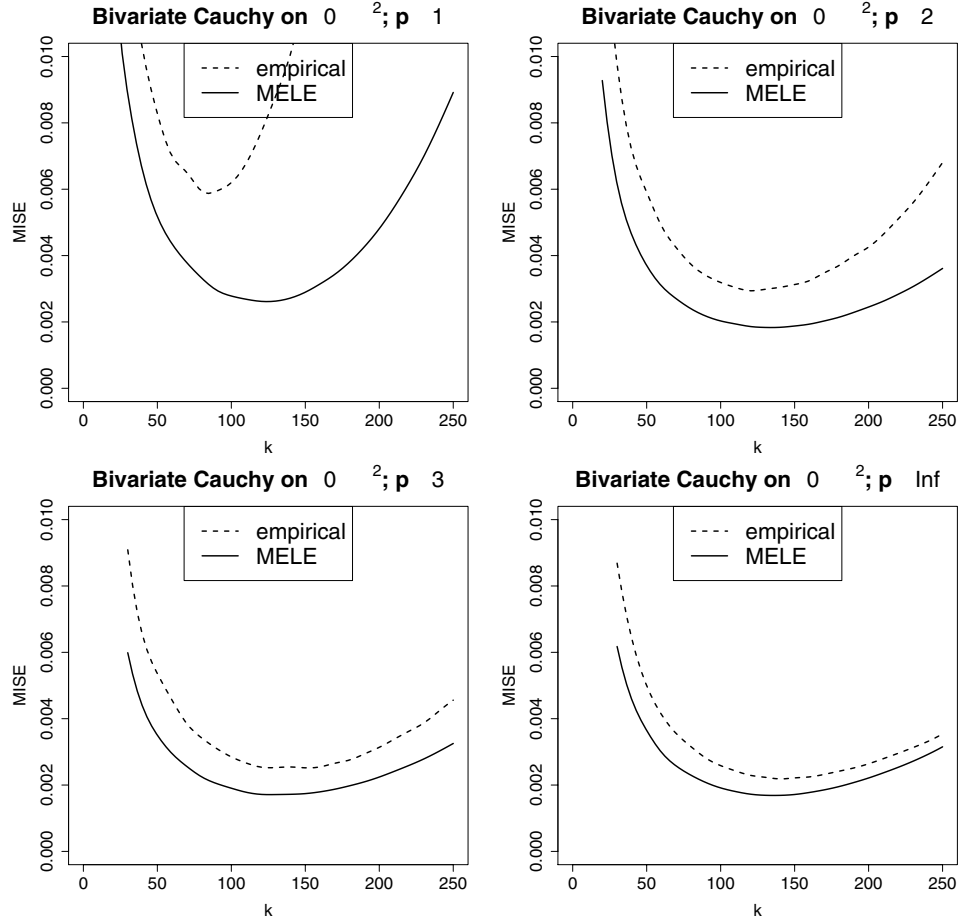 Bivariate Cauchy on 0 ²; p 1
empirical
MELE
MISE
0.000 0.002 0.004 0.006 0.008 0.010
0 50 100 150 200 250
k
Bivariate Cauchy on 0 ²; p 2
empirical
MELE
MISE
0.000 0.002 0.004 0.006 0.008 0.010
0 50 100 150 200 250
k
Bivariate Cauchy on 0 ²; p 3
empirical
MELE
MISE
0.000 0.002 0.004 0.006 0.008 0.010
0 50 100 150 200 250
k
Bivariate Cauchy on 0 ²; p Inf
empirical
MELE
MISE
0.000 0.002 0.004 0.006 0.008 0.010
0 50 100 150 200 250
k